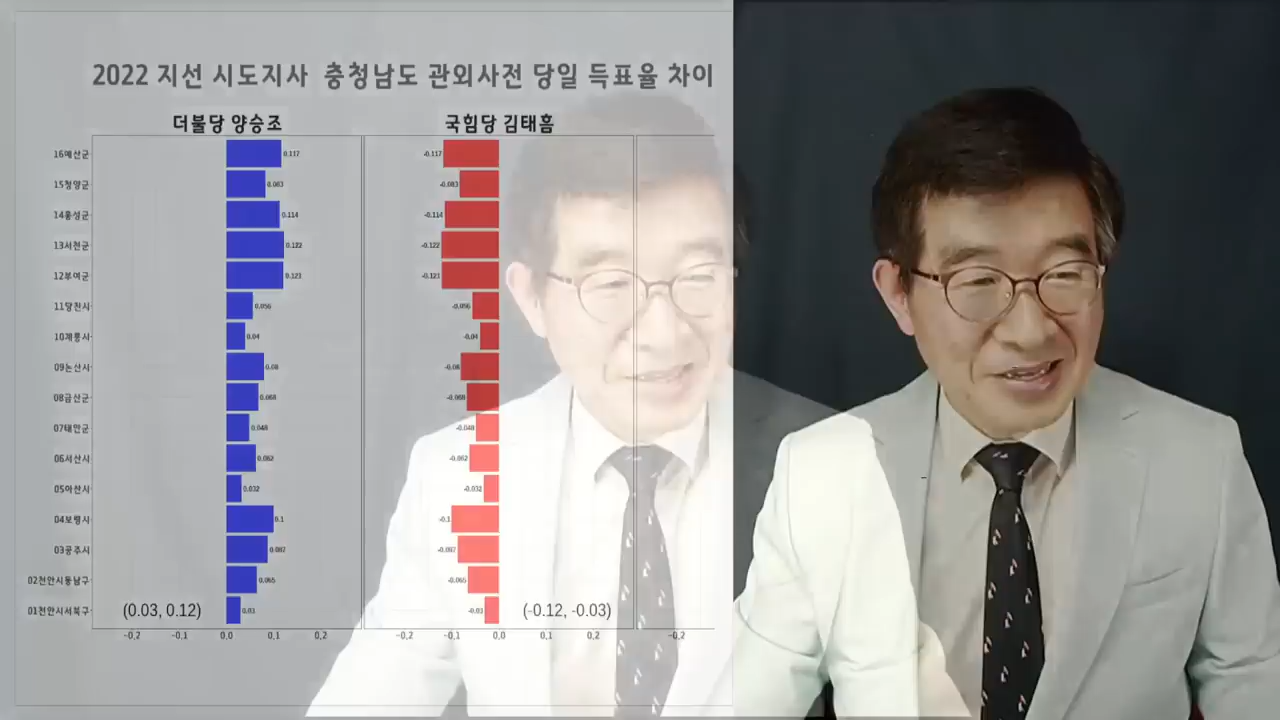 2022 지선 시도지사 충청남도 관외사전 당일 득표율 차이
더불당 양승조 국힘당 김태흠
16예산군 0.117 -0.117
15청양군 0.083 -0.083
14홍성군 0.114 -0.114
13서천군 0.122 -0.122
12부여군 0.121 -0.121
11당진시 0.056 -0.056
10계룡시 0.04 -0.04
09논산시 0.08 -0.08
08금산군 0.068 -0.068
07태안군 0.048 -0.048
06서산시 0.062 -0.062
05아산시 0.032 -0.032
04보령시 0.1 -0.1
03공주시 0.087 -0.087
02천안시동남구 0.065 -0.065
01천안시서북구 (0.03, 0.12) 0.03 -0.03 (-0.12, -0.03)
-0.2 -0.1 0.0 0.1 0.2 -0.2 -0.1 0.0 0.1 0.2 -0.2